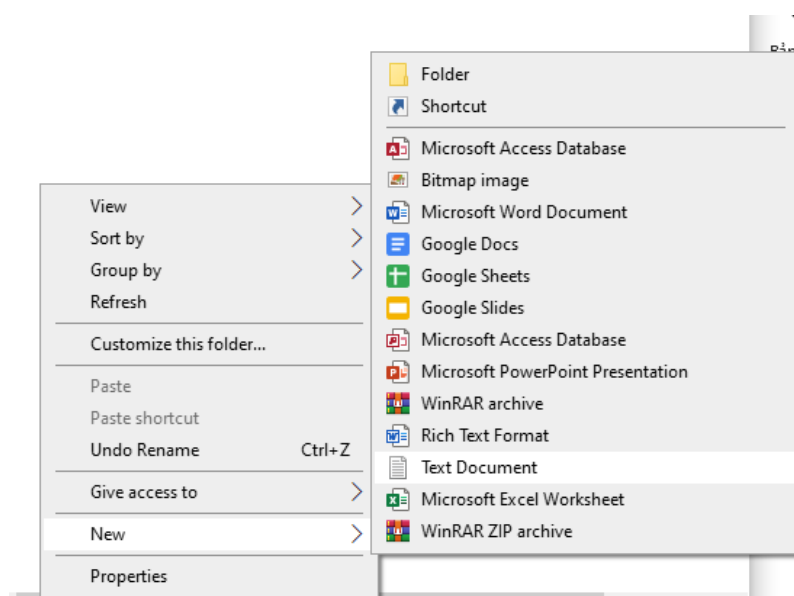 View
Sort by
Group by
Refresh
Customize this folder...
Paste
Paste shortcut
Undo Rename Ctrl+Z
Give access to
New
Properties
Folder
Shortcut
Microsoft Access Database
Bitmap image
Microsoft Word Document
Google Docs
Google Sheets
Google Slides
Microsoft Access Database
Microsoft PowerPoint Presentation
WinRAR archive
Rich Text Format
Text Document
Microsoft Excel Worksheet
WinRAR ZIP archive